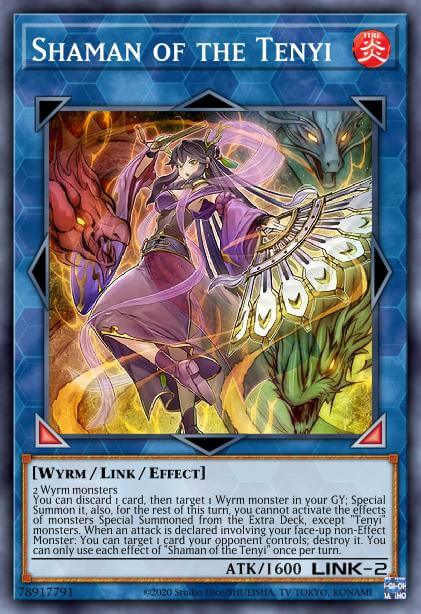 SHAMAN OF THE TENYI
FIRE
炎
[WYRM / LINK / EFFECT]
2 Wyrm monsters
You can discard 1 card, then target 1 Wyrm monster in your GY; Special
Summon it, also, for the rest of this turn, you cannot activate the effects
of monsters Special Summoned from the Extra Deck, except "Tenyi"
monsters. When an attack is declared involving your face-up non-Effect
Monster: You can target 1 card your opponent controls; destroy it. You
can only use each effect of "Shaman of the Tenyi" once per turn.
ATK/1600 LINK-2
78917791
©2020 Studio Dice/SHUEISHA, TV TOKYO, KONAMI